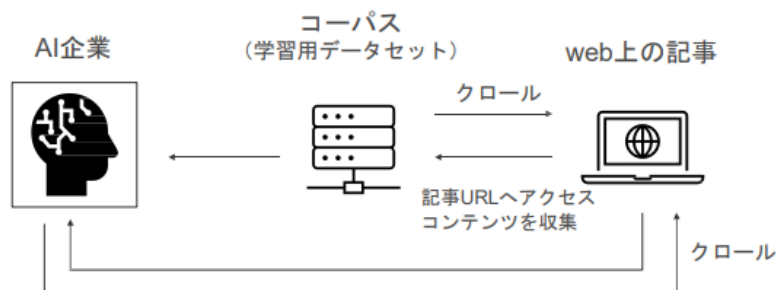 AI企業
コーパス
（学習用データセット）
web上の記事
クロール
記事URLへアクセス
コンテンツを収集
クロール